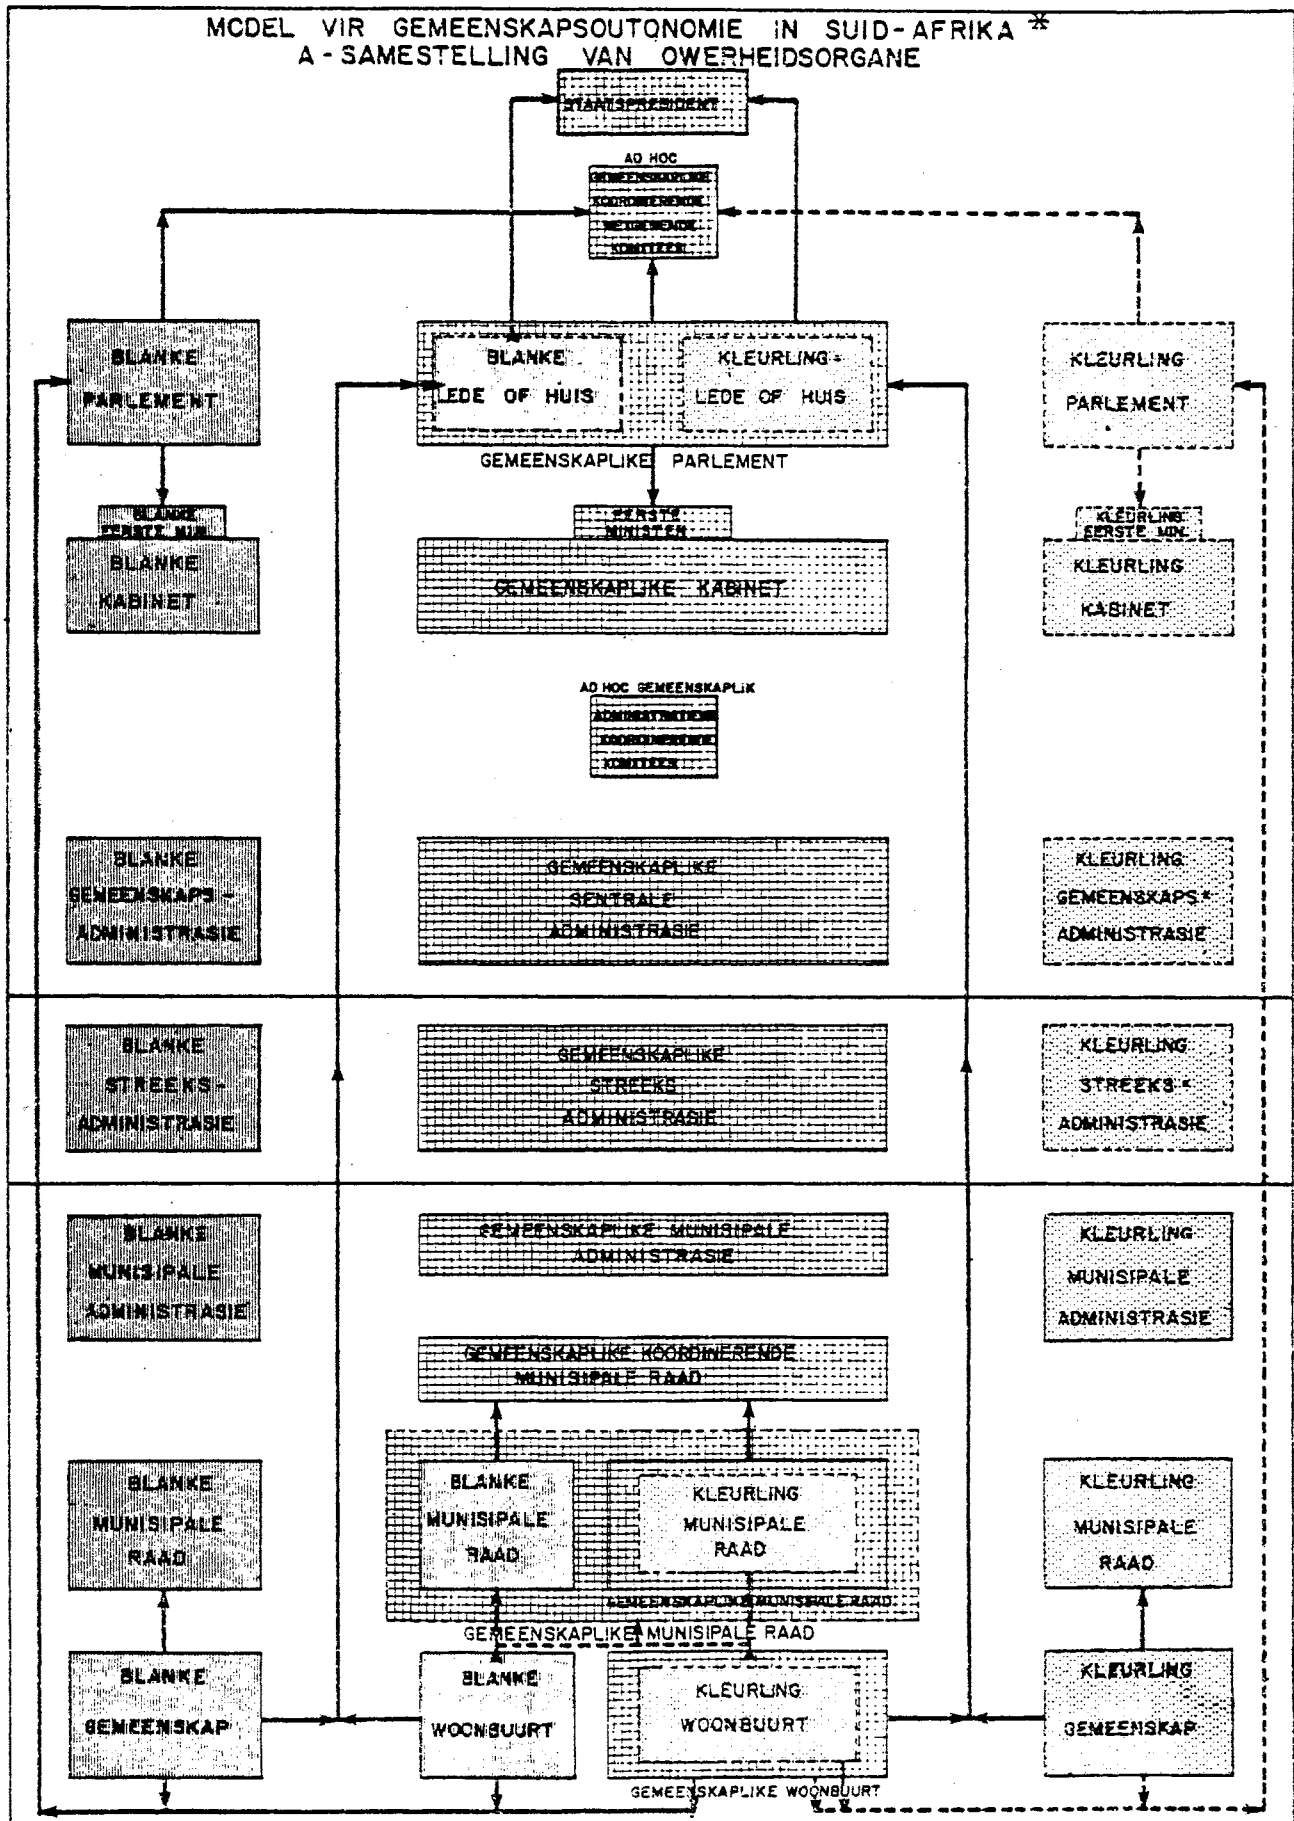 MODEL VIR GEMEENSKAPSOUTONOMIE IN SUID-AFRIKA *
A - SAMESTELLING VAN OWERHEIDSORGANE
STAATSPRESIDENT
AD HOC
GEMEENSKAPLIKE
KOORDINERENDE
WETGEWENDE
KOMITEES
BLANKE
PARLEMENT
BLANKE
LEDE OF HUIS
KLEURLING-
LEDE OF HUIS
GEMEENSKAPLIKE PARLEMENT
KLEURLING
PARLEMENT
BLANKE
EERSTE MIN.
BLANKE
KABINET
EERSTE
MINISTER
GEMEENSKAPLIKE KABINET
KLEURLING
EERSTE MIN.
KLEURLING
KABINET
AD HOC GEMEENSKAPLIK
ADMINISTRATIEWE
KOORDINERENDE
KOMITEES
BLANKE
GEMEENSKAPS-
ADMINISTRASIE
GEMEENSKAPLIKE
SENTRALE
ADMINISTRASIE
KLEURLING
GEMEENSKAPS-
ADMINISTRASIE
BLANKE
STREEKS-
ADMINISTRASIE
GEMEENSKAPLIKE
STREEKS
ADMINISTRASIE
KLEURLING
STREEKS-
ADMINISTRASIE
BLANKE
MUNISIPALE
ADMINISTRASIE
GEMEENSKAPLIKE MUNISIPALE
ADMINISTRASIE
KLEURLING
MUNISIPALE
ADMINISTRASIE
GEMEENSKAPLIKE KOORDINERENDE
MUNISIPALE RAAD
BLANKE
MUNISIPALE
RAAD
BLANKE
MUNISIPALE
RAAD
KLEURLING
MUNISIPALE
RAAD
GEMEENSKAPLIKE MUNISIPALE RAAD
GEMEENSKAPLIKE MUNISIPALE RAAD
KLEURLING
MUNISIPALE
RAAD
BLANKE
GEMEENSKAP
BLANKE
WOONBUURT
KLEURLING
WOONBUURT
GEMEENSKAPLIKE WOONBUURT
KLEURLING
GEMEENSKAP